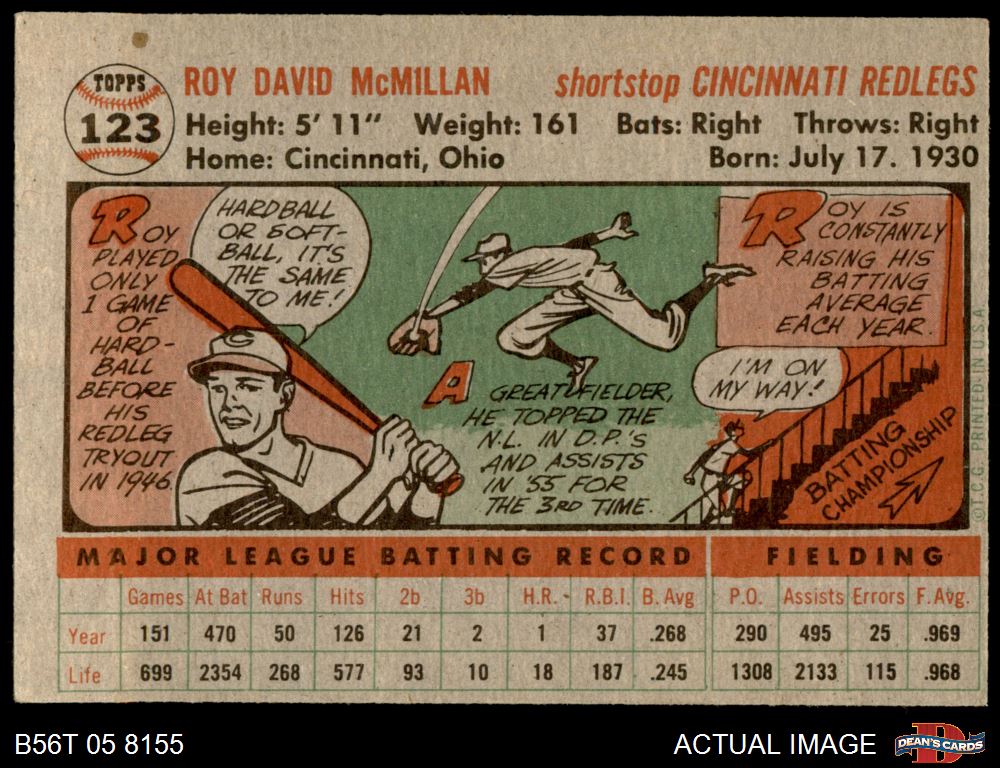 TOPPS
123
ROY DAVID McMILLAN
shortstop CINCINNATI REDLEGS
Height: 5' 11" Weight: 161 Bats: Right Throws: Right
Home: Cincinnati, Ohio
Born: July 17. 1930
ROY
PLAYED
ONLY
1 GAME
OF
HARD-
BALL
BEFORE
HIS
REDLEG
TRYOUT
IN 1946.
HARDBALL
OR SOFT-
BALL, IT'S
THE SAME
TO ME!
C
A GREAT FIELDER,
HE TOPPED THE
N.L. IN D.P.'S
AND ASSISTS
IN '55 FOR
THE 3RD TIME.
ROY IS
CONSTANTLY
RAISING HIS
BATTING
AVERAGE
EACH YEAR.
I'M ON
MY WAY!
BATTING
CHAMPIONSHIP
©T.C.G. PRINTED IN U.S.A.
MAJOR LEAGUE BATTING RECORD
FIELDING
Games At Bat Runs Hits 2b 3b H.R. R.B.I. B. Avg P.O. Assists Errors F. Avg.
Year 151 470 50 126 21 2 1 37 .268 290 495 25 .969
Life 699 2354 268 577 93 10 18 187 .245 1308 2133 115 .968
B56T 05 8155
ACTUAL IMAGE
D
DEAN'S CARDS